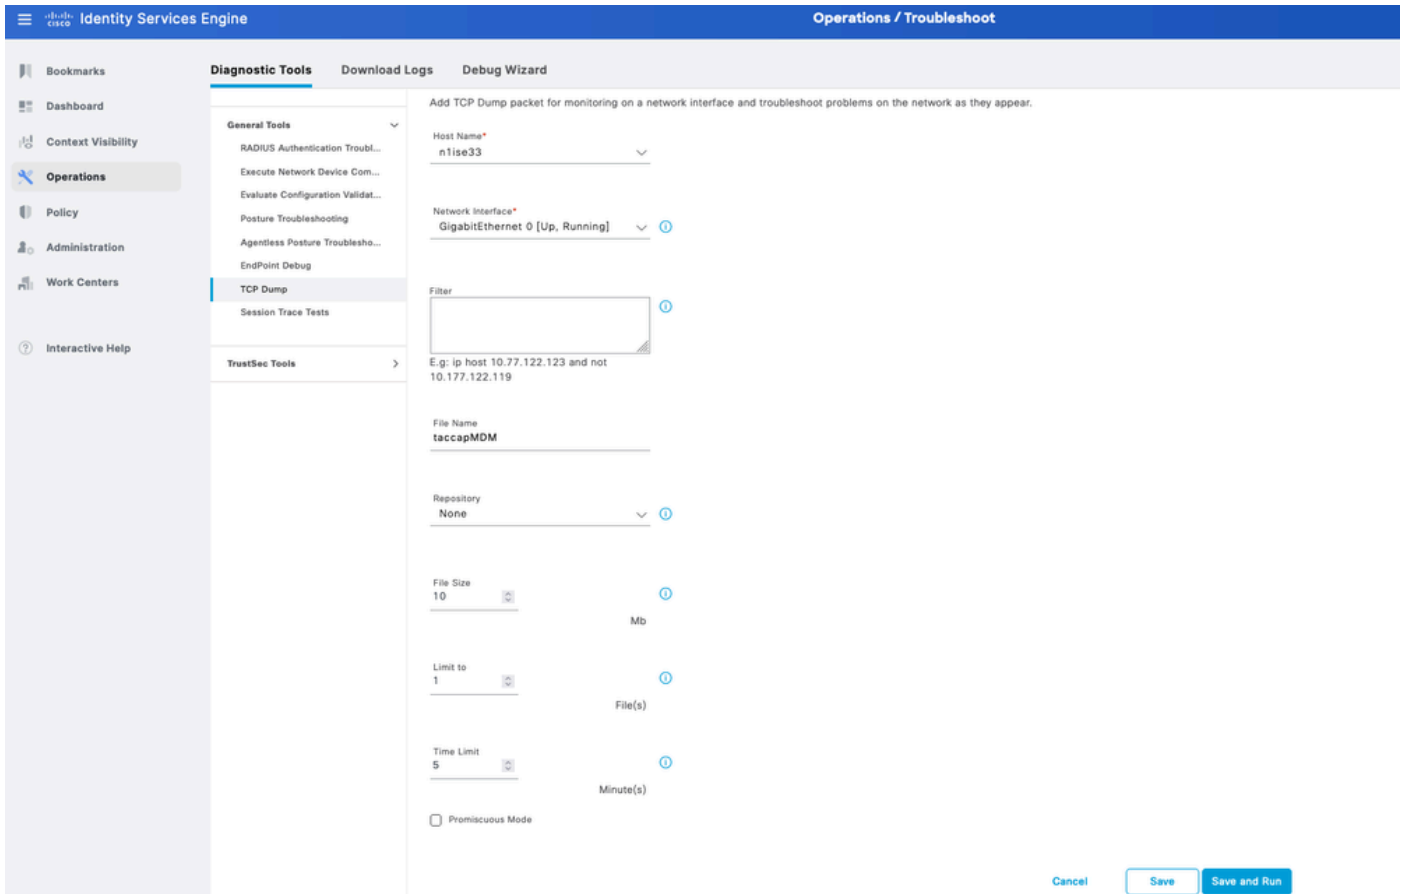 cisco Identity Services Engine
Operations / Troubleshoot
Bookmarks
Dashboard
Context Visibility
Operations
Policy
Administration
Work Centers
Interactive Help
Diagnostic Tools Download Logs Debug Wizard
General Tools
RADIUS Authentication Troubl...
Execute Network Device Com...
Evaluate Configuration Validat...
Posture Troubleshooting
Agentless Posture Troublesho...
EndPoint Debug
TCP Dump
Session Trace Tests
TrustSec Tools
Add TCP Dump packet for monitoring on a network interface and troubleshoot problems on the network as they appear.
Host Name*
n1ise33
Network Interface*
GigabitEthernet 0 [Up, Running]
Filter
E.g: ip host 10.77.122.123 and not
10.177.122.119
File Name
taccapMDM
Repository
None
File Size
10
Mb
Limit to
1
File(s)
Time Limit
5
Minute(s)
Promiscuous Mode
Cancel Save Save and Run